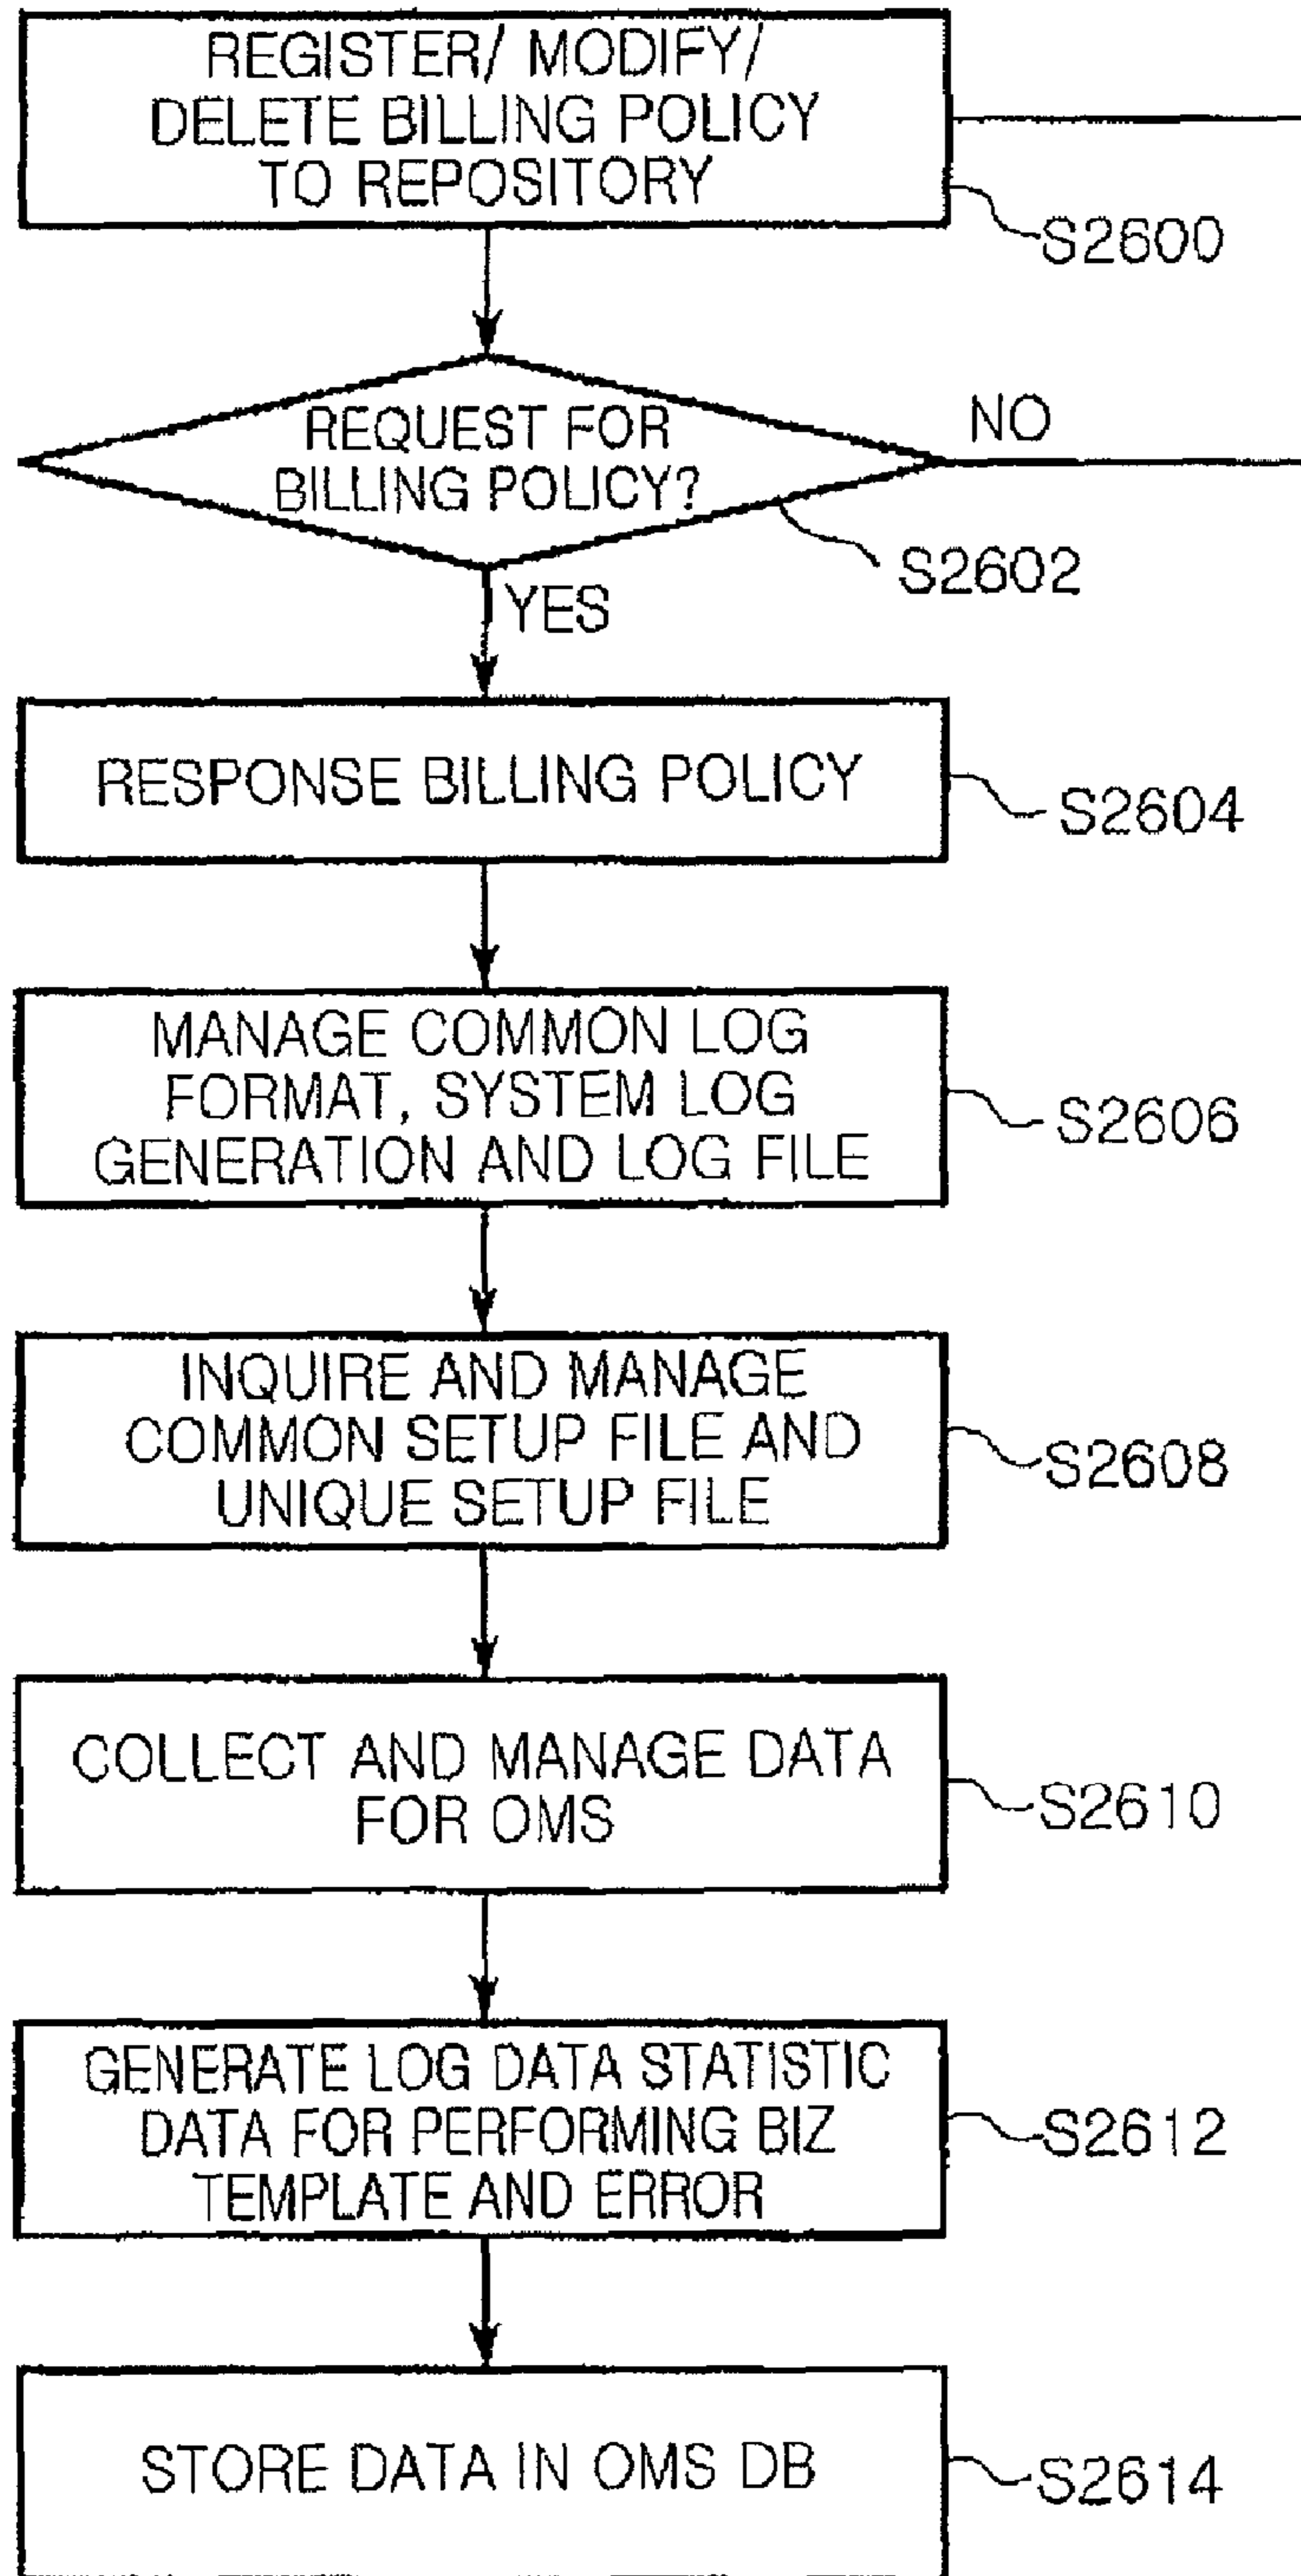 REGISTER/ MODIFY/
DELETE BILLING POLICY
TO REPOSITORY
S2600
REQUEST FOR
BILLING POLICY?
NO
S2602
YES
RESPONSE BILLING POLICY
S2604
MANAGE COMMON LOG
FORMAT, SYSTEM LOG
GENERATION AND LOG FILE
S2606
INQUIRE AND MANAGE
COMMON SETUP FILE AND
UNIQUE SETUP FILE
S2608
COLLECT AND MANAGE DATA
FOR OMS
S2610
GENERATE LOG DATA STATISTIC
DATA FOR PERFORMING BIZ
TEMPLATE AND ERROR
S2612
STORE DATA IN OMS DB
S2614